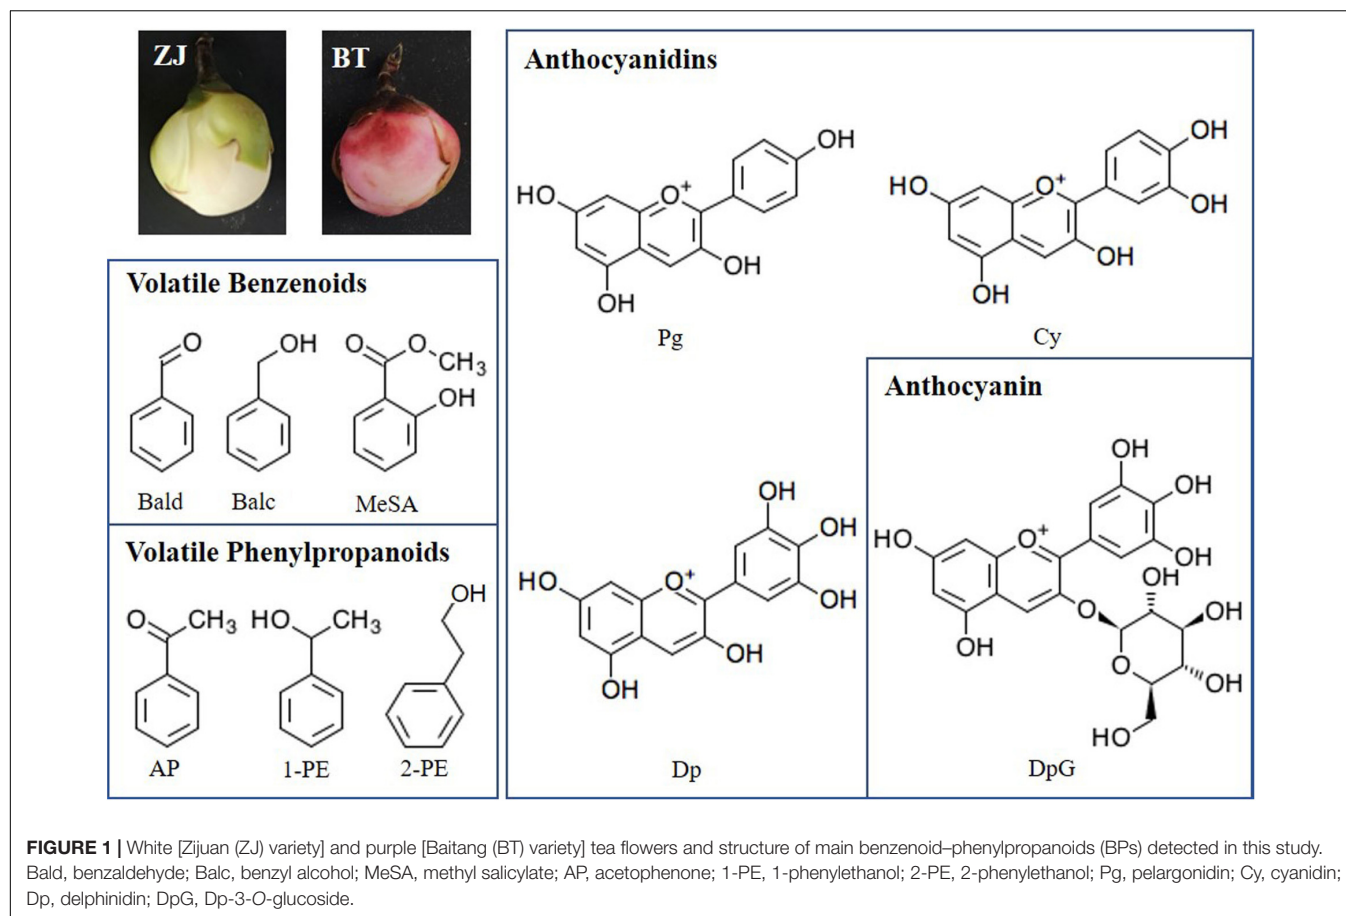 ZJ
BT
Volatile Benzenoids
O
OH
O
O
CH3
OH
Bald
Balc
MeSA
Volatile Phenylpropanoids
O
CH3
HO
CH3
OH
AP
1-PE
2-PE
Anthocyanidins
OH
HO
O+
OH
OH
Pg
OH
HO
O+
OH
OH
OH
Cy
OH
OH
HO
O+
OH
OH
OH
Dp
Anthocyanin
OH
OH
HO
O+
OH
OH
O
OH
OH
O
OH
HO
DpG
FIGURE 1 | White [Zijuan (ZJ) variety] and purple [Baitang (BT) variety] tea flowers and structure of main benzenoid–phenylpropanoids (BPs) detected in this study.
Bald, benzaldehyde; Balc, benzyl alcohol; MeSA, methyl salicylate; AP, acetophenone; 1-PE, 1-phenylethanol; 2-PE, 2-phenylethanol; Pg, pelargonidin; Cy, cyanidin;
Dp, delphinidin; DpG, Dp-3-O-glucoside.